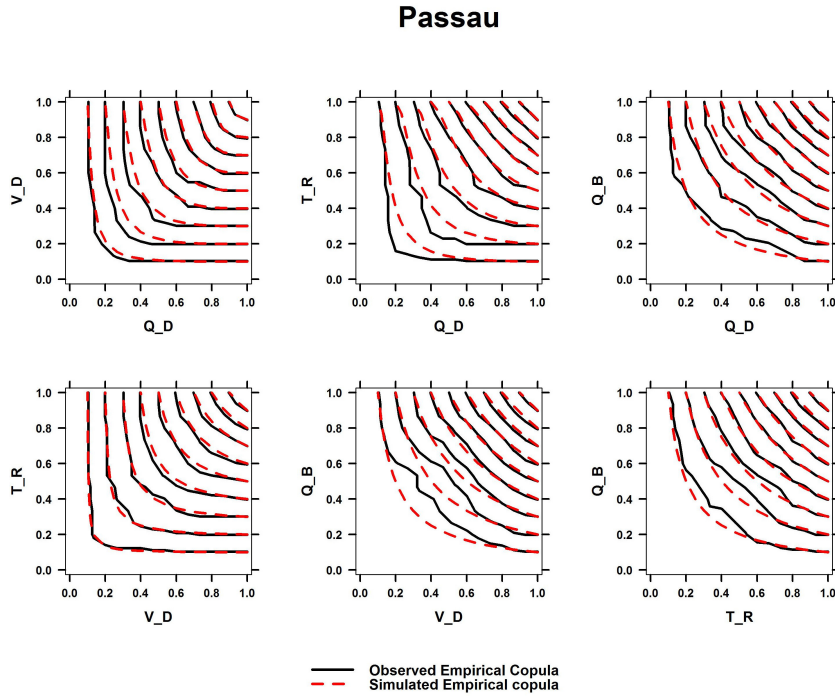 Passau
1.0 1.0 1.0
0.8 0.8 0.8
0.6 0.6 0.6
V_D T_R Q_B
0.4 0.4 0.4
0.2 0.2 0.2
0.0 0.0 0.0
0.0 0.2 0.4 0.6 0.8 1.0 0.0 0.2 0.4 0.6 0.8 1.0 0.0 0.2 0.4 0.6 0.8 1.0
Q_D Q_D Q_D
1.0 1.0 1.0
0.8 0.8 0.8
0.6 0.6 0.6
T_R Q_B Q_B
0.4 0.4 0.4
0.2 0.2 0.2
0.0 0.0 0.0
0.0 0.2 0.4 0.6 0.8 1.0 0.0 0.2 0.4 0.6 0.8 1.0 0.0 0.2 0.4 0.6 0.8 1.0
V_D V_D T_R
Observed Empirical Copula
Simulated Empirical copula